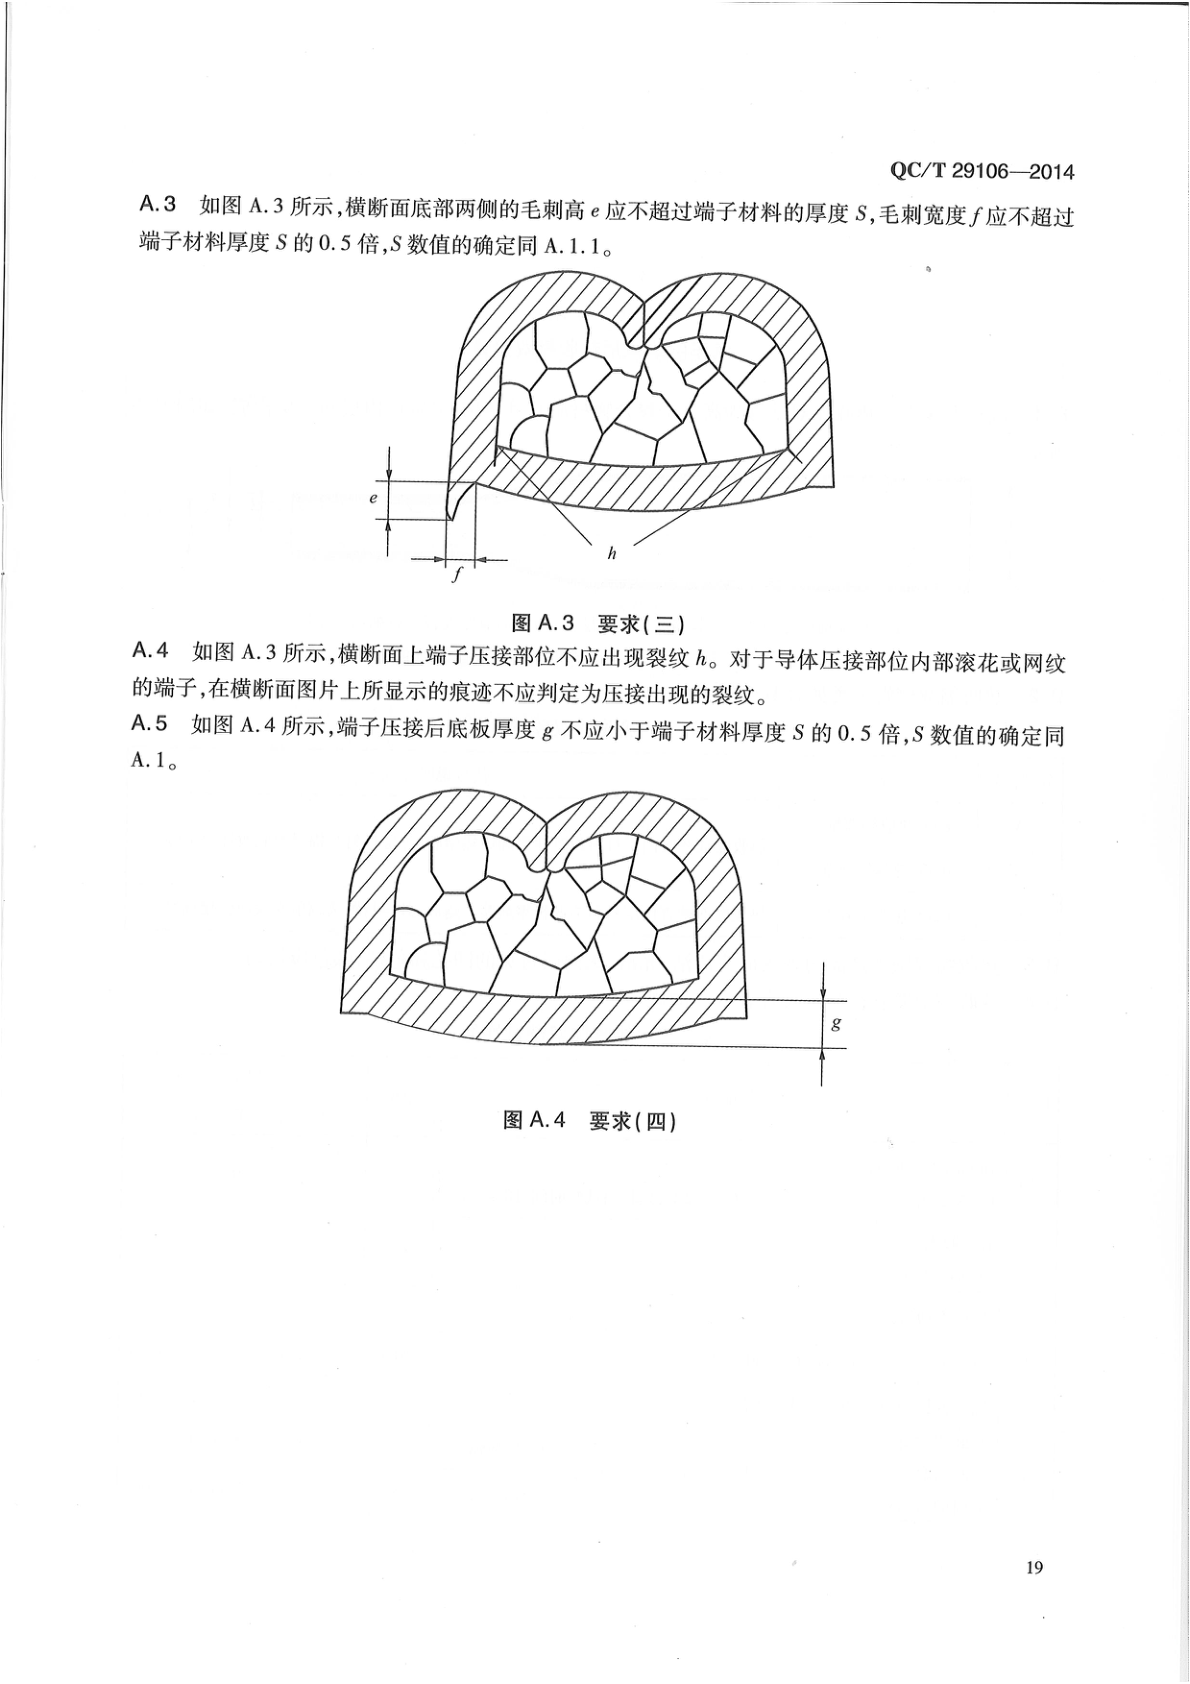 QC/T 29106—2014
A.3 如图 A.3 所示,横断面底部两侧的毛刺高 e 应不超过端子材料的厚度 S,毛刺宽度 f 应不超过
端子材料厚度 S 的 0.5 倍,S 数值的确定同 A.1.1。
e
f
h
图 A.3 要求(三)
A.4 如图 A.3 所示,横断面上端子压接部位不应出现裂纹 h。对于导体压接部位内部滚花或网纹
的端子,在横断面图片上所显示的痕迹不应判定为压接出现的裂纹。
A.5 如图 A.4 所示,端子压接后底板厚度 g 不应小于端子材料厚度 S 的 0.5 倍,S 数值的确定同
A.1。
g
图 A.4 要求(四)
19